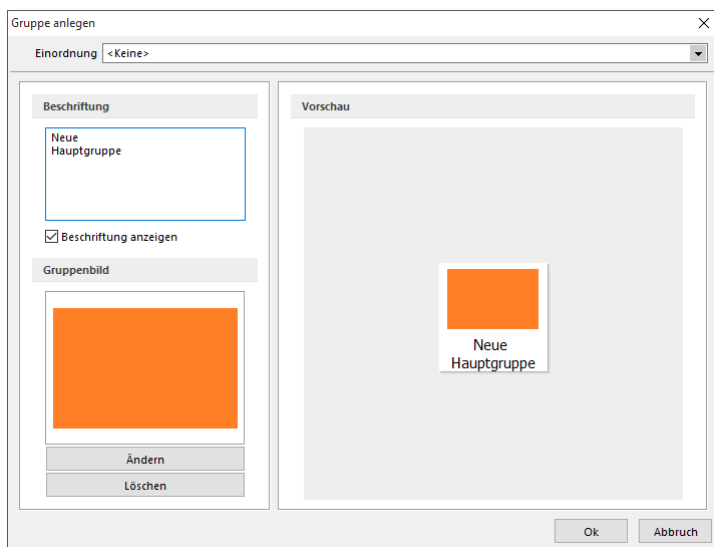 Gruppe anlegen
Einordnung <Keine>
Beschriftung
Neue
Hauptgruppe
Beschriftung anzeigen
Gruppenbild
Ändern
Löschen
Vorschau
Neue
Hauptgruppe
Ok Abbruch